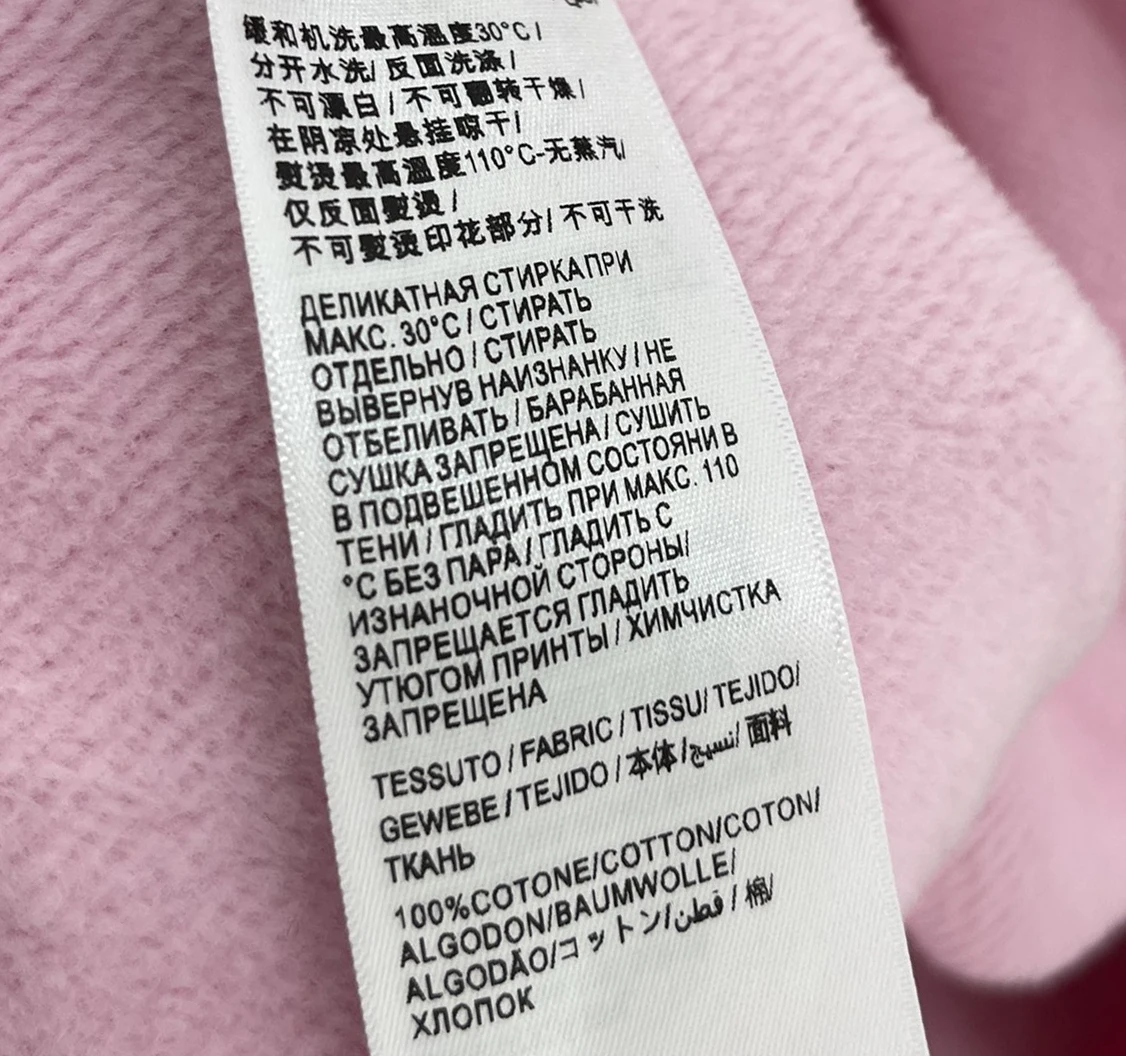 缓和机洗最高温度30°C/
分开水洗/ 反面洗涤/
不可漂白/不可翻转干燥/
在阴凉处悬挂晾干/
熨烫最高温度110°C-无蒸汽/
仅反面熨烫/
不可熨烫印花部分/不可干洗
ДЕЛИКАТНАЯ СТИРКА ПРИ
МАКС. 30°C / СТИРАТЬ
ОТДЕЛЬНО / СТИРАТЬ
ВЫВЕРНУВ НАИЗНАНКУ / НЕ
ОТБЕЛИВАТЬ / БАРАБАННАЯ
СУШКА ЗАПРЕЩЕНА / СУШИТЬ
В ПОДВЕШЕННОМ СОСТОЯНИ В
ТЕНИ / ГЛАДИТЬ ПРИ МАКС. 110
°C БЕЗ ПАРА / ГЛАДИТЬ С
ИЗНАНОЧНОЙ СТОРОНЫ/
ЗАПРЕЩАЕТСЯ ГЛАДИТЬ
УТЮГОМ ПРИНТЫ / ХИМЧИСТКА
ЗАПРЕЩЕНА
TESSUTO / FABRIC / TISSU/ TEJIDO/
GEWEBE / TEJIDO / 本体 /نسيج/ 面料
ТКАНЬ
100%COTONE/COTTON/COTON/
ALGODON/BAUMWOLLE/
ALGODÃO/コットン/قطن / 棉/
ХЛОПОК